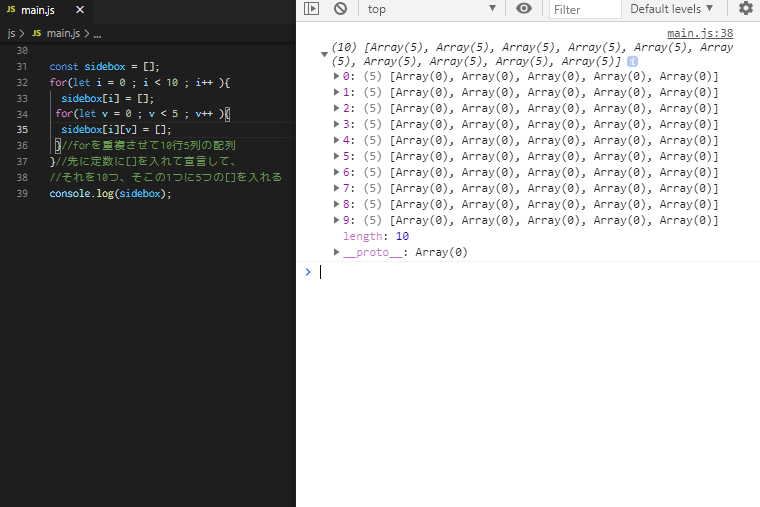 JS main.js ×
js > JS main.js > ...
30
31 const sidebox = [];
32 for(let i = 0 ; i < 10 ; i++ ){
33 sidebox[i] = [];
34 for(let v = 0 ; v < 5 ; v++ ){
35 sidebox[i][v] = [];
36 }//forを重複させて10行5列の配列
37 }//先に定数に[]を入れて宣言して、
38 //それを10つ、そこの1つに5つの[]を入れる
39 console.log(sidebox);
top ▼ Filter Default levels ▼
main.js:38
▼ (10) [Array(5), Array(5), Array(5), Array(5), Array(5), Array
(5), Array(5), Array(5), Array(5), Array(5)] i
▶ 0: (5) [Array(0), Array(0), Array(0), Array(0), Array(0)]
▶ 1: (5) [Array(0), Array(0), Array(0), Array(0), Array(0)]
▶ 2: (5) [Array(0), Array(0), Array(0), Array(0), Array(0)]
▶ 3: (5) [Array(0), Array(0), Array(0), Array(0), Array(0)]
▶ 4: (5) [Array(0), Array(0), Array(0), Array(0), Array(0)]
▶ 5: (5) [Array(0), Array(0), Array(0), Array(0), Array(0)]
▶ 6: (5) [Array(0), Array(0), Array(0), Array(0), Array(0)]
▶ 7: (5) [Array(0), Array(0), Array(0), Array(0), Array(0)]
▶ 8: (5) [Array(0), Array(0), Array(0), Array(0), Array(0)]
▶ 9: (5) [Array(0), Array(0), Array(0), Array(0), Array(0)]
length: 10
▶ __proto__: Array(0)
>